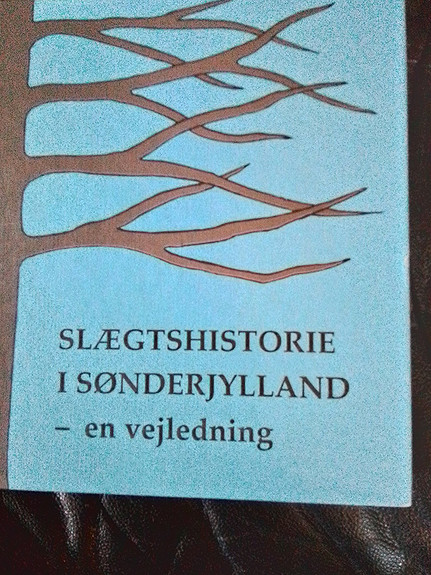 SLÆGTSHISTORIE
I SØNDERJYLLAND
– en vejledning